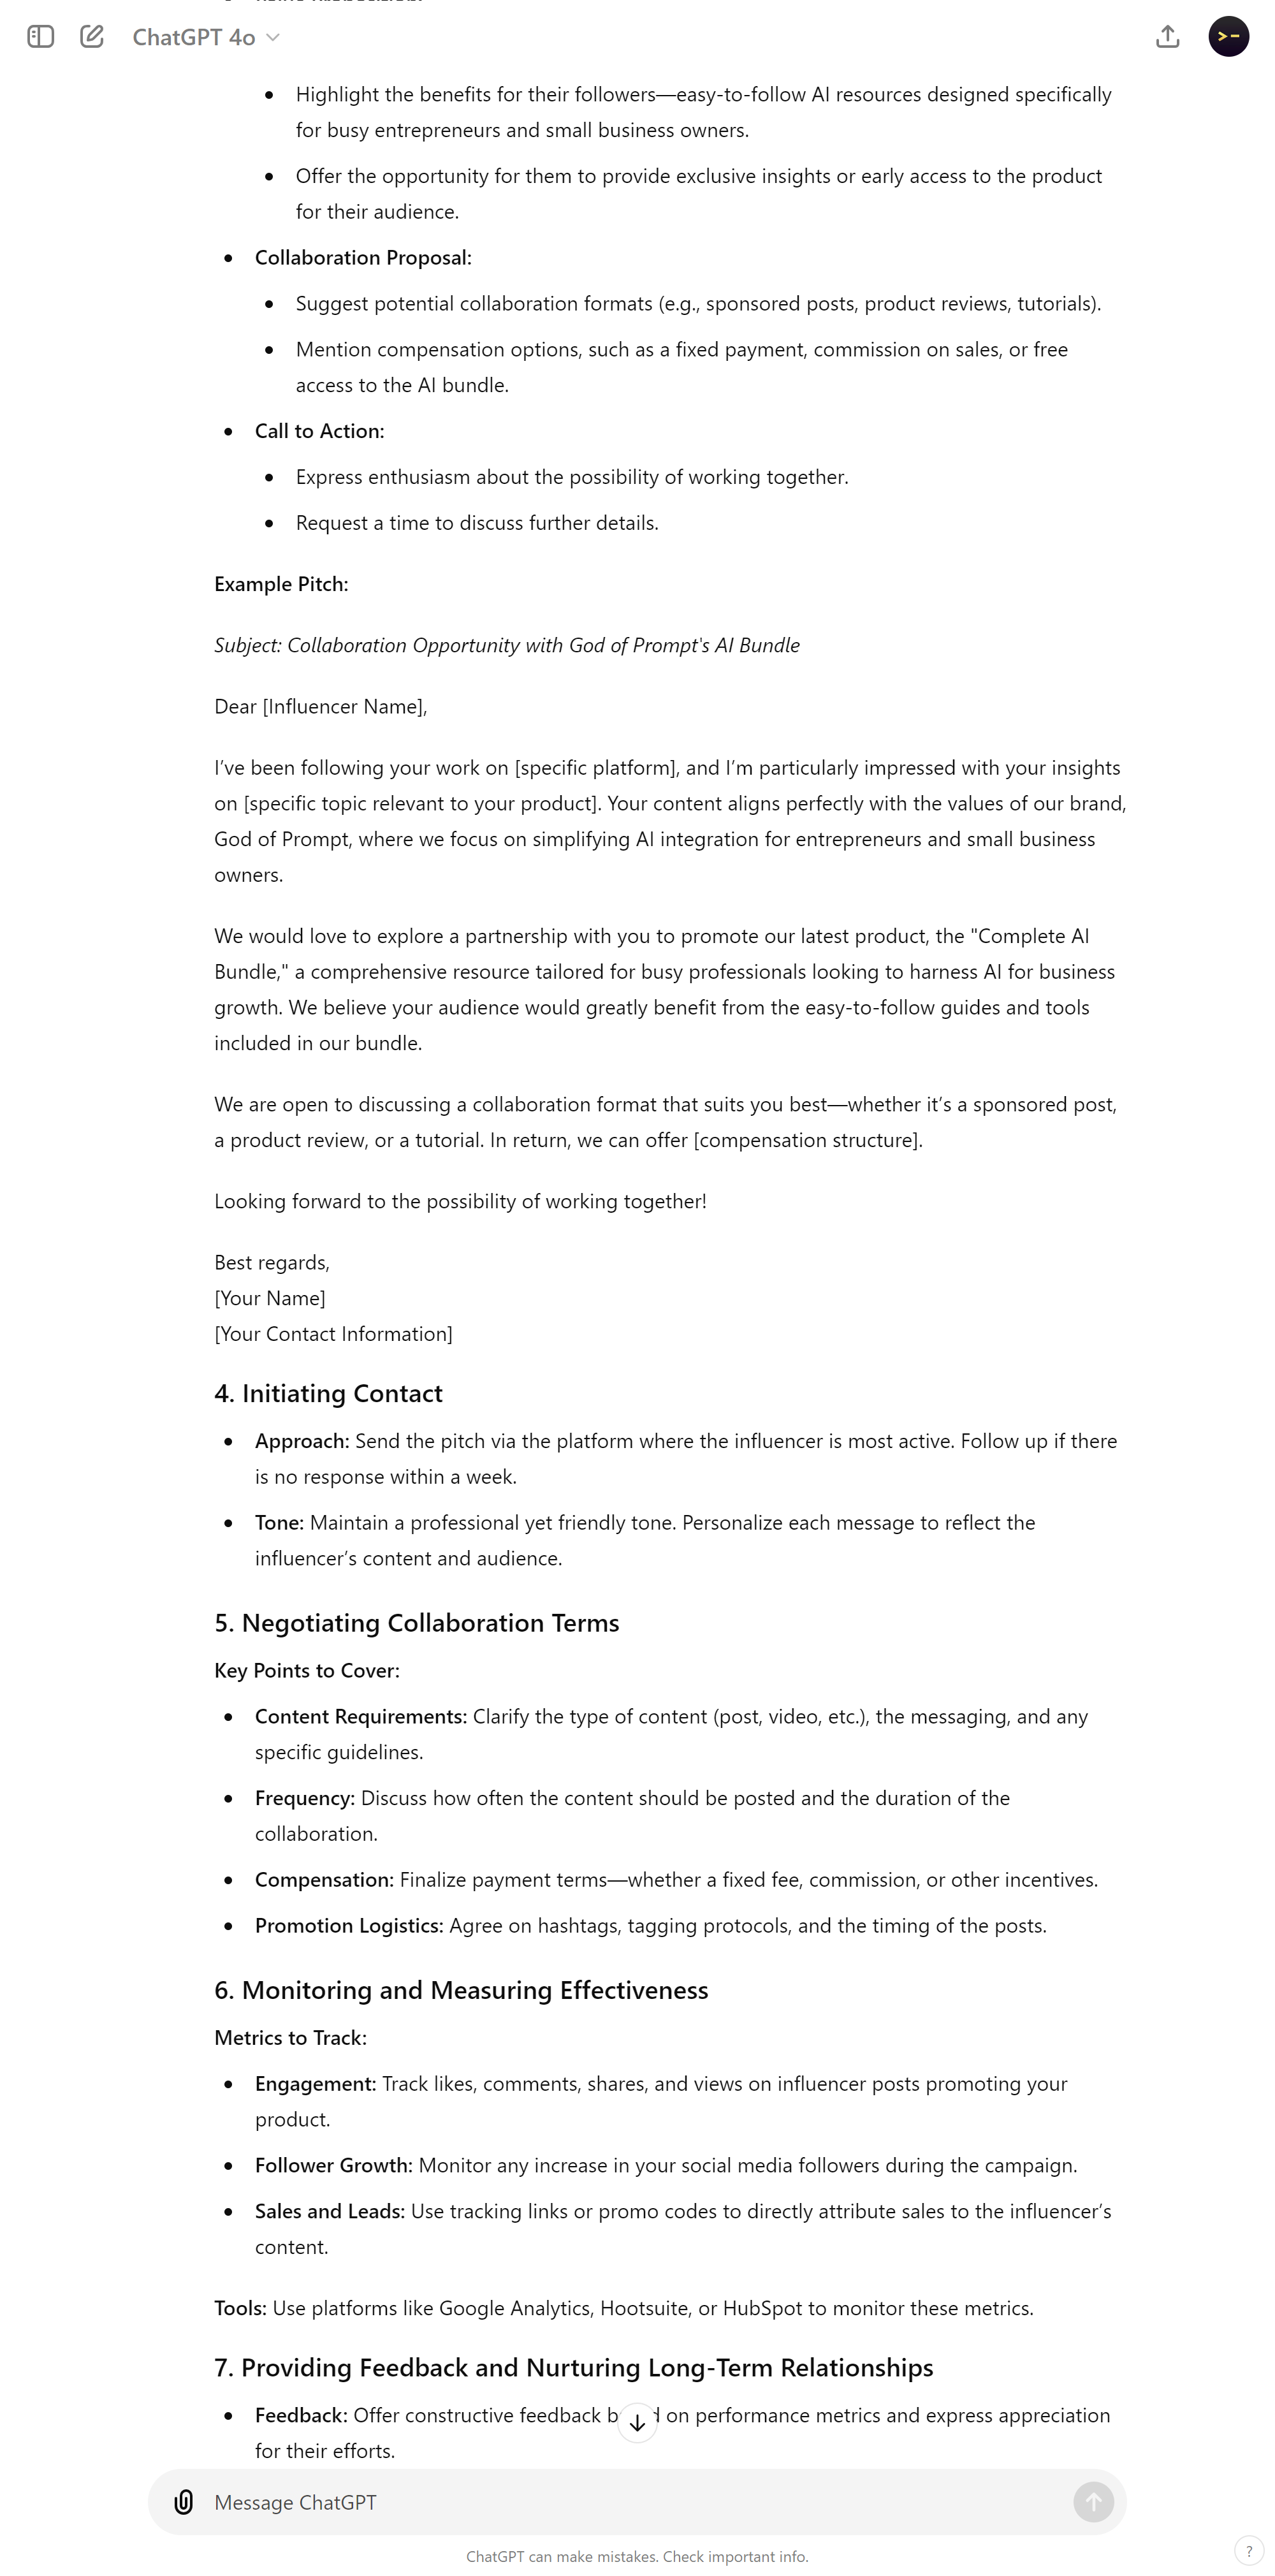 ChatGPT 4o
Highlight the benefits for their followers—easy-to-follow AI resources designed specifically
for busy entrepreneurs and small business owners.
Offer the opportunity for them to provide exclusive insights or early access to the product
for their audience.
Collaboration Proposal:
Suggest potential collaboration formats (e.g., sponsored posts, product reviews, tutorials).
Mention compensation options, such as a fixed payment, commission on sales, or free
access to the AI bundle.
Call to Action:
Express enthusiasm about the possibility of working together.
Request a time to discuss further details.
Example Pitch:
Subject: Collaboration Opportunity with God of Prompt's AI Bundle
Dear [Influencer Name],
I’ve been following your work on [specific platform], and I’m particularly impressed with your insights
on [specific topic relevant to your product]. Your content aligns perfectly with the values of our brand,
God of Prompt, where we focus on simplifying AI integration for entrepreneurs and small business
owners.
We would love to explore a partnership with you to promote our latest product, the "Complete AI
Bundle," a comprehensive resource tailored for busy professionals looking to harness AI for business
growth. We believe your audience would greatly benefit from the easy-to-follow guides and tools
included in our bundle.
We are open to discussing a collaboration format that suits you best—whether it’s a sponsored post,
a product review, or a tutorial. In return, we can offer [compensation structure].
Looking forward to the possibility of working together!
Best regards,
[Your Name]
[Your Contact Information]
4. Initiating Contact
Approach: Send the pitch via the platform where the influencer is most active. Follow up if there
is no response within a week.
Tone: Maintain a professional yet friendly tone. Personalize each message to reflect the
influencer’s content and audience.
5. Negotiating Collaboration Terms
Key Points to Cover:
Content Requirements: Clarify the type of content (post, video, etc.), the messaging, and any
specific guidelines.
Frequency: Discuss how often the content should be posted and the duration of the
collaboration.
Compensation: Finalize payment terms—whether a fixed fee, commission, or other incentives.
Promotion Logistics: Agree on hashtags, tagging protocols, and the timing of the posts.
6. Monitoring and Measuring Effectiveness
Metrics to Track:
Engagement: Track likes, comments, shares, and views on influencer posts promoting your
product.
Follower Growth: Monitor any increase in your social media followers during the campaign.
Sales and Leads: Use tracking links or promo codes to directly attribute sales to the influencer’s
content.
Tools: Use platforms like Google Analytics, Hootsuite, or HubSpot to monitor these metrics.
7. Providing Feedback and Nurturing Long-Term Relationships
Feedback: Offer constructive feedback on performance metrics and express appreciation
for their efforts.
Message ChatGPT
ChatGPT can make mistakes. Check important info.
?